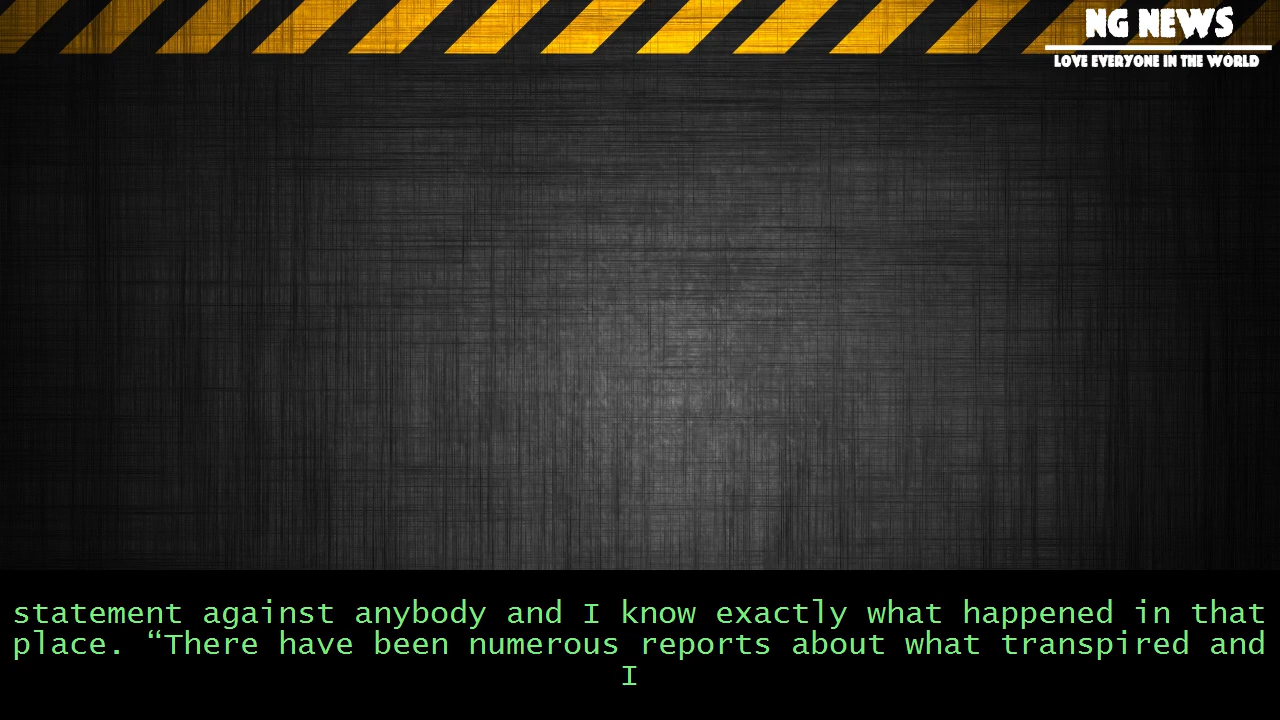 NG NEWS
LOVE EVERYONE IN THE WORLD
statement against anybody and I know exactly what happened in that
place. “There have been numerous reports about what transpired and
I